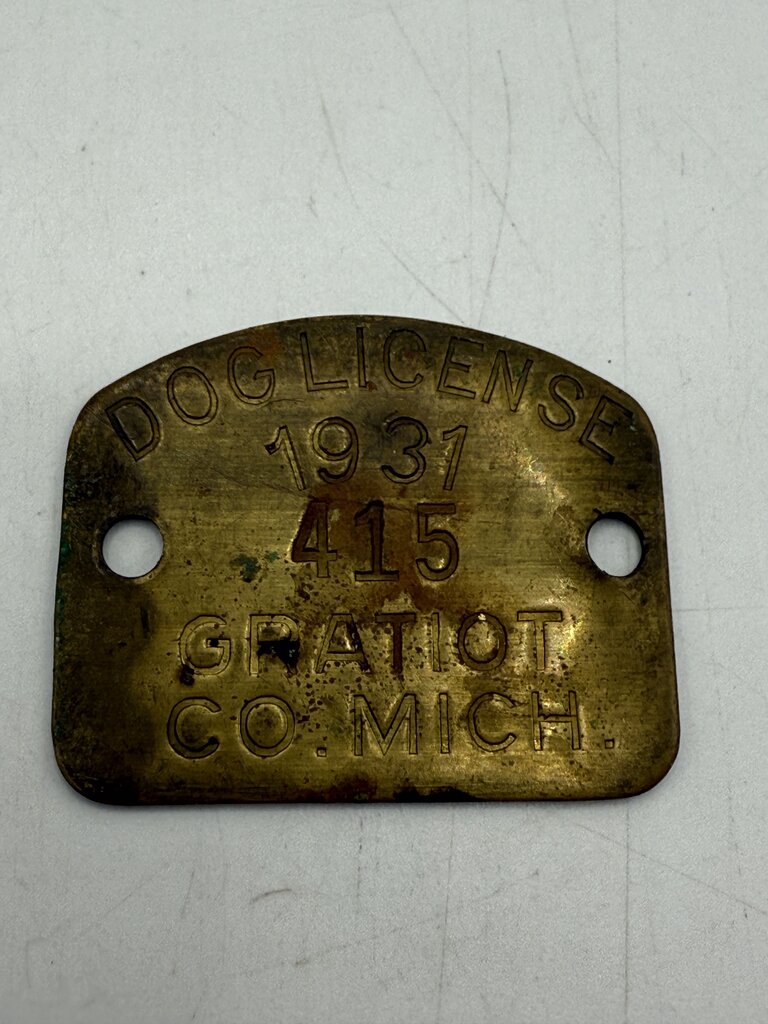 DOG LICENSE
1931
415
GRATIOT
CO. MICH.